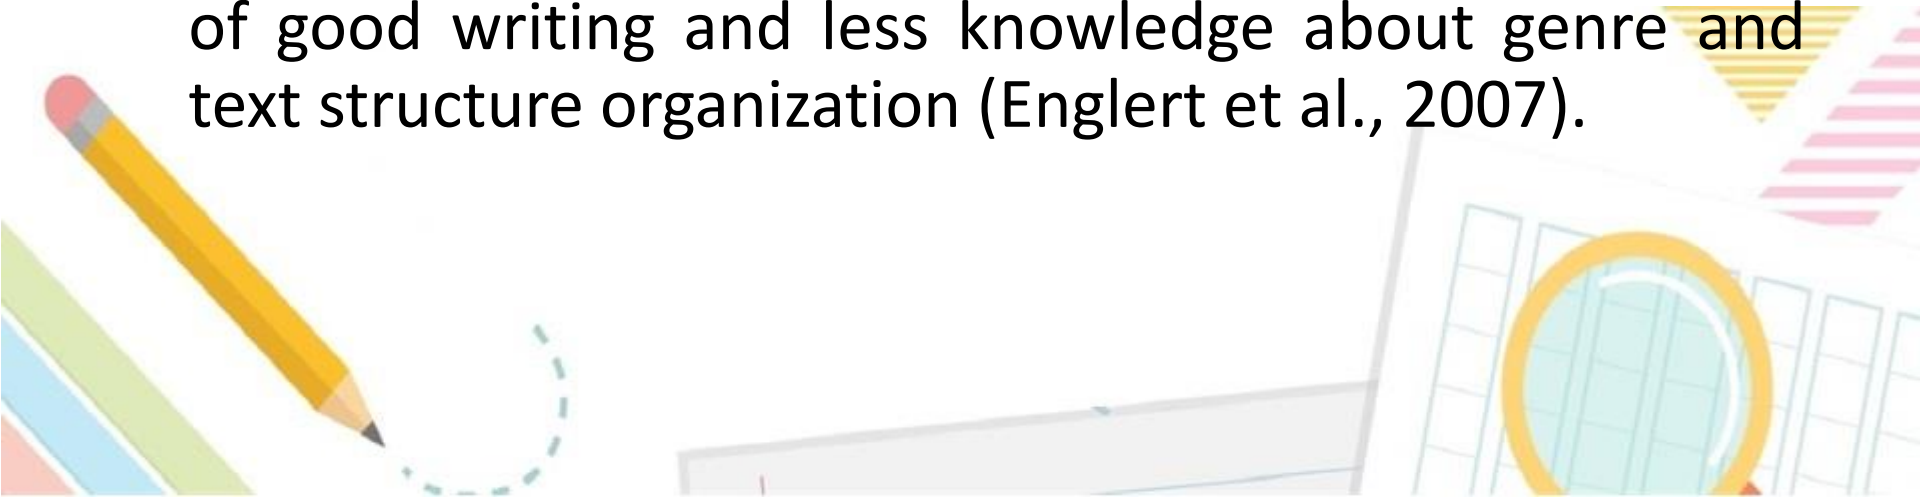 of good writing and less knowledge about genre and
text structure organization (Englert et al., 2007).